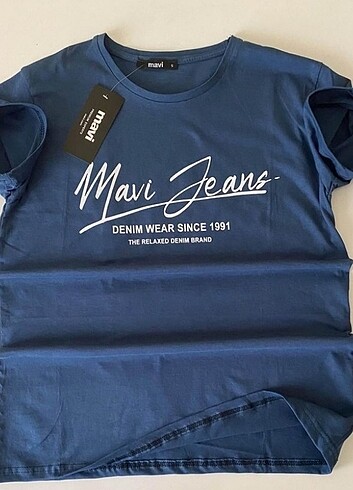 mavi S
mavi
Mavi Jeans
DENIM WEAR SINCE 1991
THE RELAXED DENIM BRAND